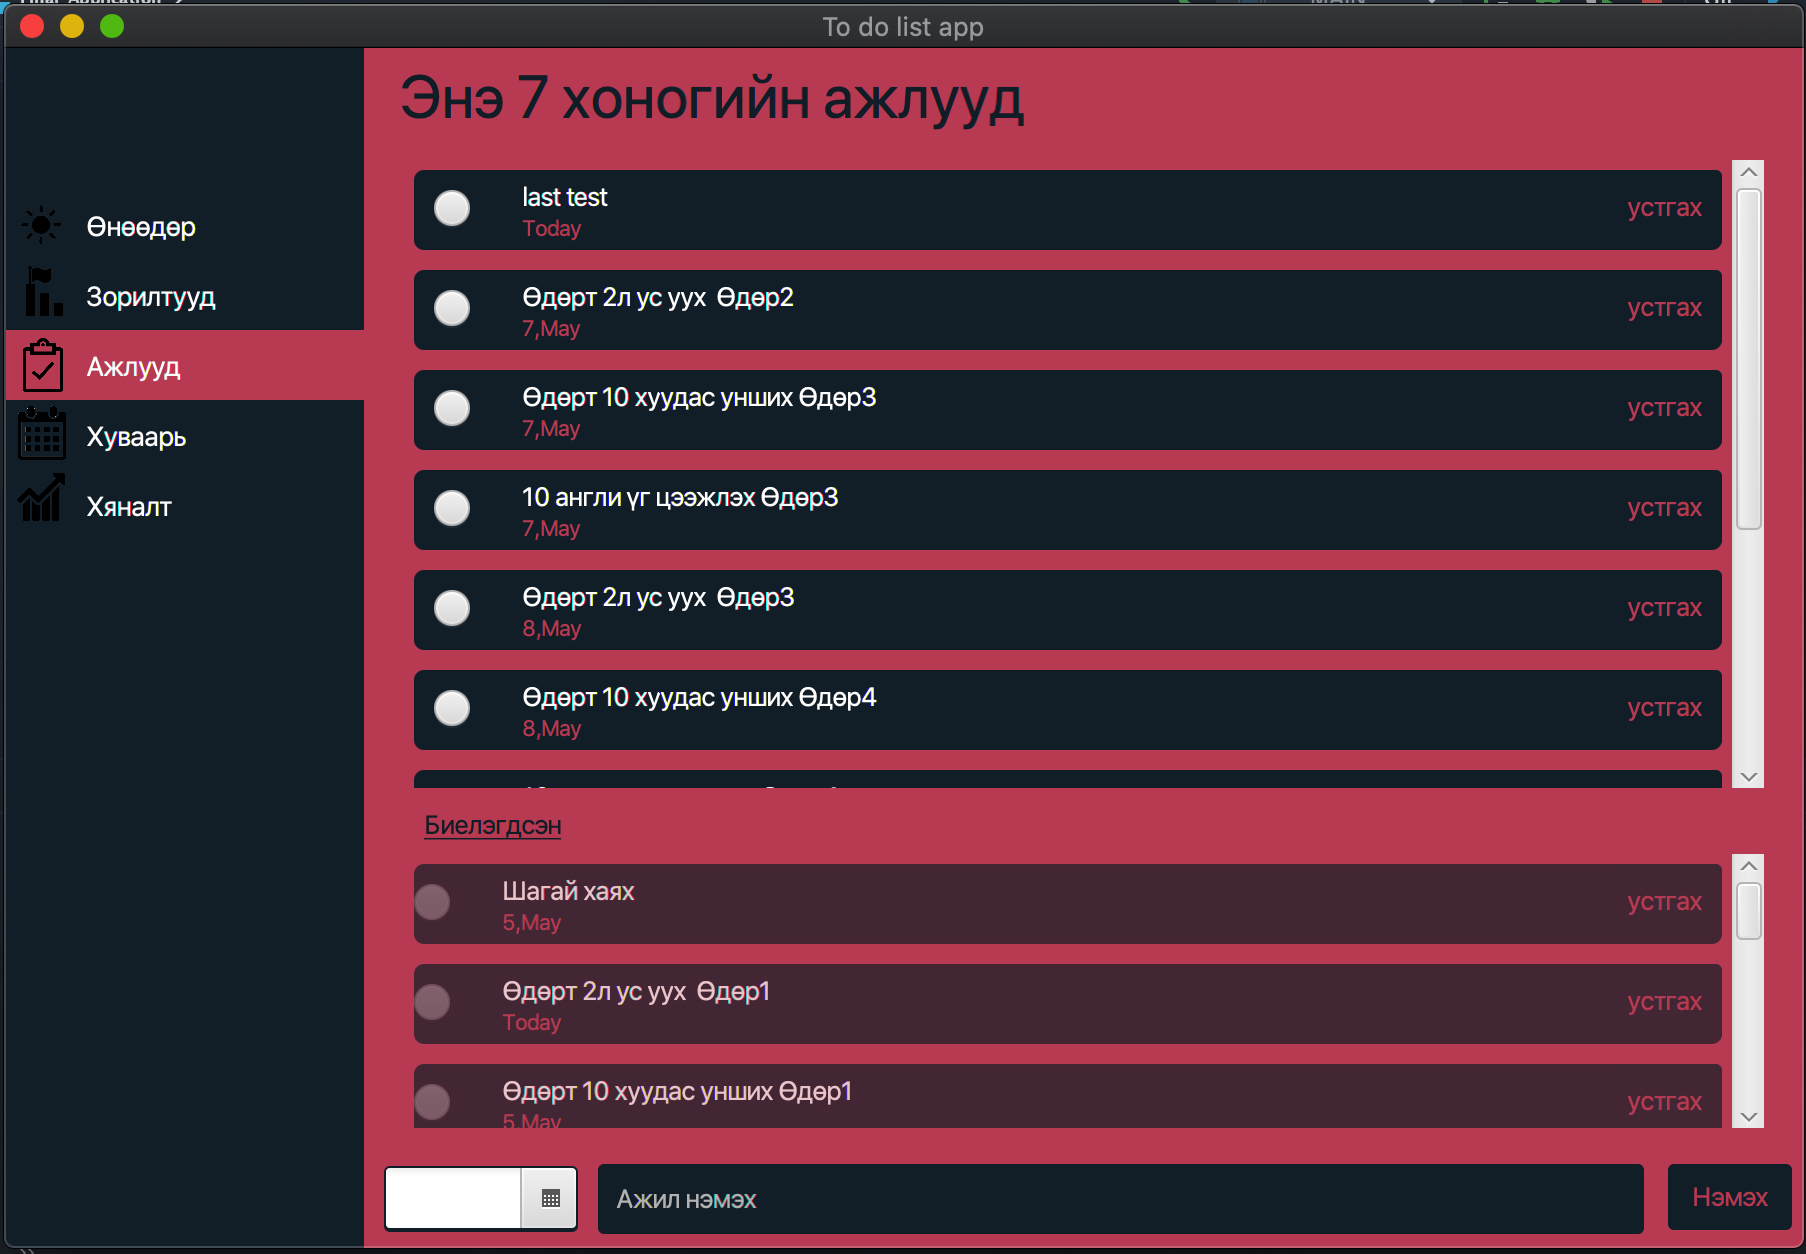 To do list app
Өнөөдөр
Зорилтууд
Ажлууд
Хуваарь
Хяналт
Энэ 7 хоногийн ажлууд
last test
Today
устгах
Өдөрт 2л ус уух  Өдөр2
7,May
устгах
Өдөрт 10 хуудас унших Өдөр3
7,May
устгах
10 англи үг цээжлэх Өдөр3
7,May
устгах
Өдөрт 2л ус уух  Өдөр3
8,May
устгах
Өдөрт 10 хуудас унших Өдөр4
8,May
устгах
Биелэгдсэн
Шагай хаях
5,May
устгах
Өдөрт 2л ус уух  Өдөр1
Today
устгах
Өдөрт 10 хуудас унших Өдөр1
5,May
устгах
Ажил нэмэх
Нэмэх